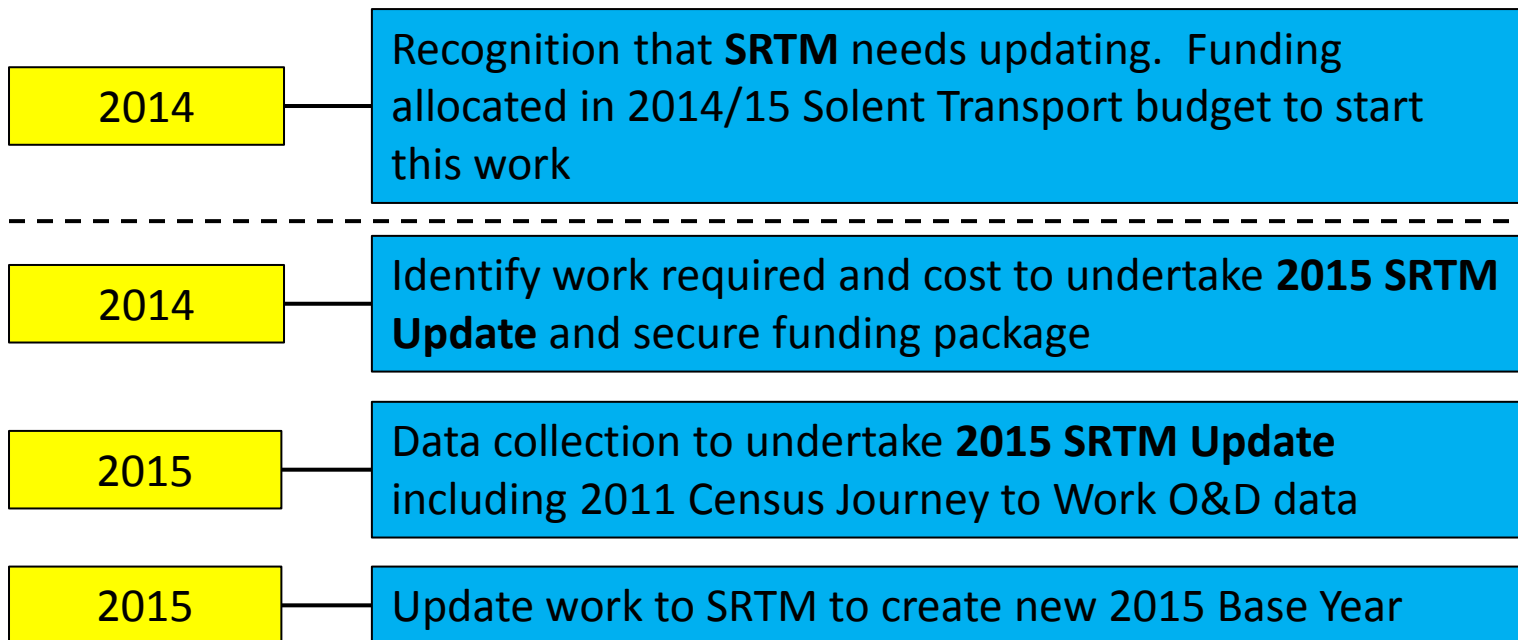 2014
Recognition that SRTM needs updating.  Funding
allocated in 2014/15 Solent Transport budget to start
this work
2014
Identify work required and cost to undertake 2015 SRTM
Update and secure funding package
2015
Data collection to undertake 2015 SRTM Update
including 2011 Census Journey to Work O&D data
2015
Update work to SRTM to create new 2015 Base Year